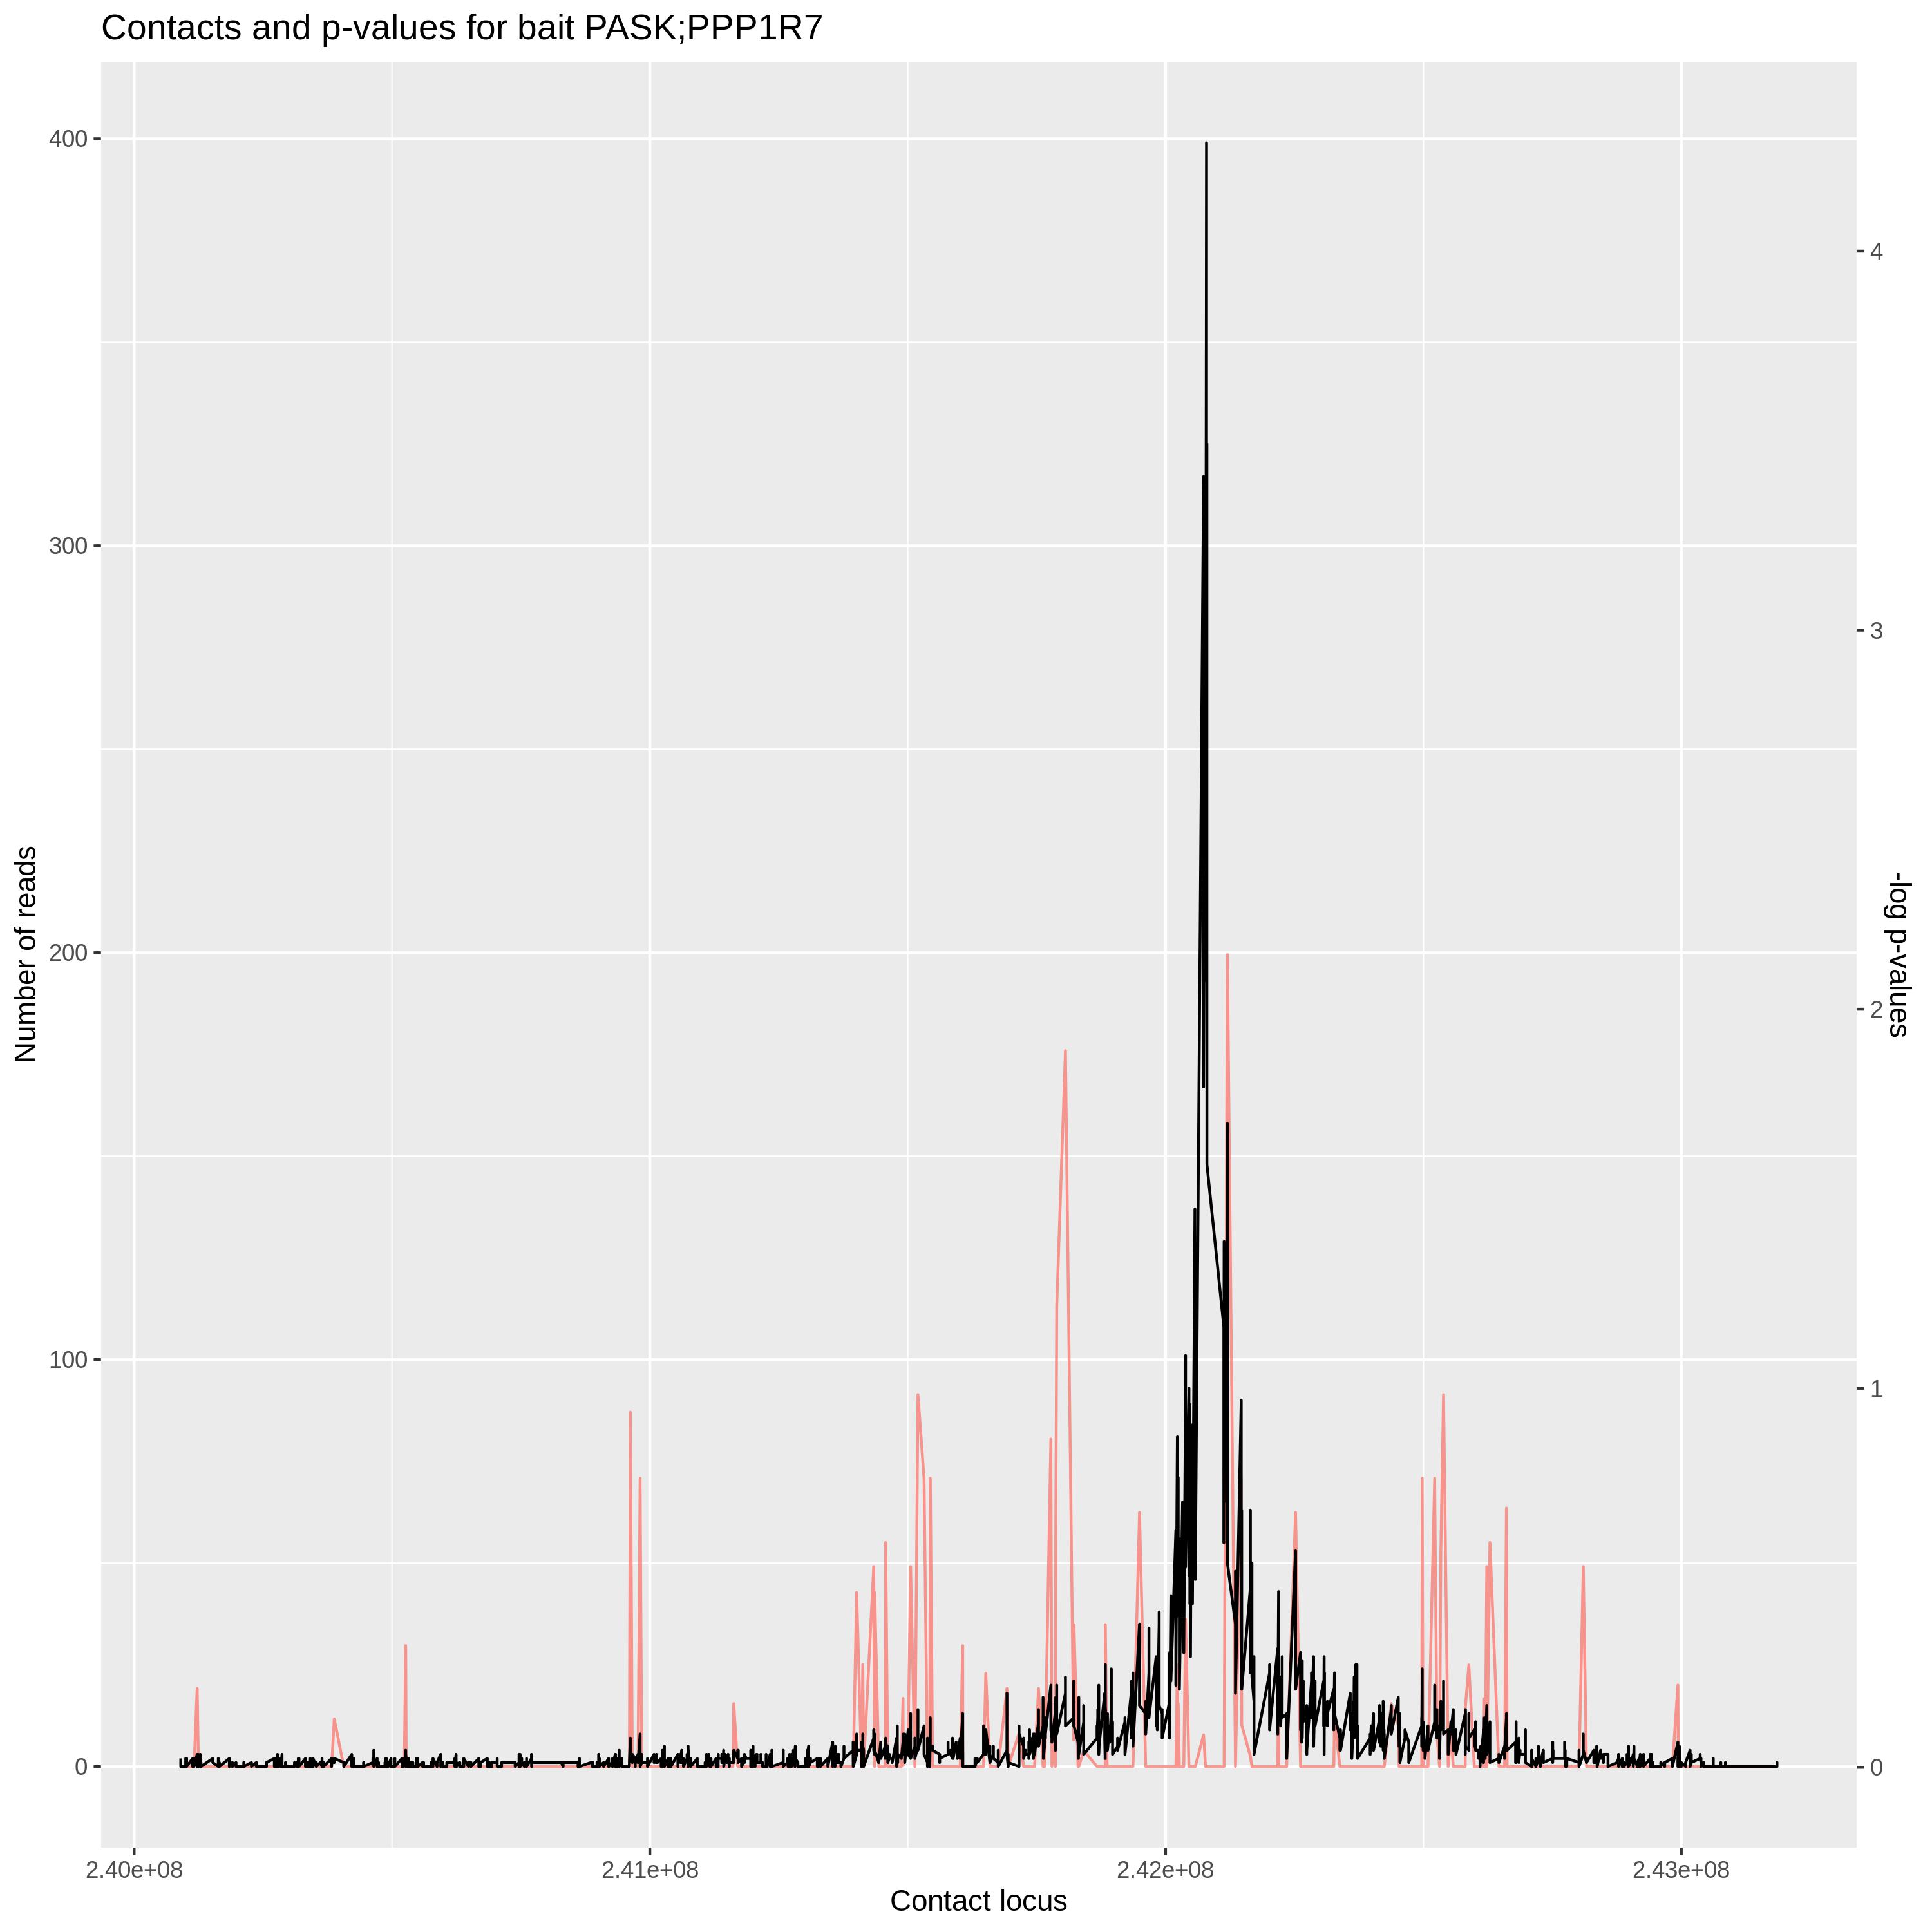 Contacts and p-values for bait PASK;PPP1R7
400
300
200
100
0
Number of reads
4
3
2
1
0
-log p-values
2.40e+08 2.41e+08 2.42e+08 2.43e+08
Contact locus